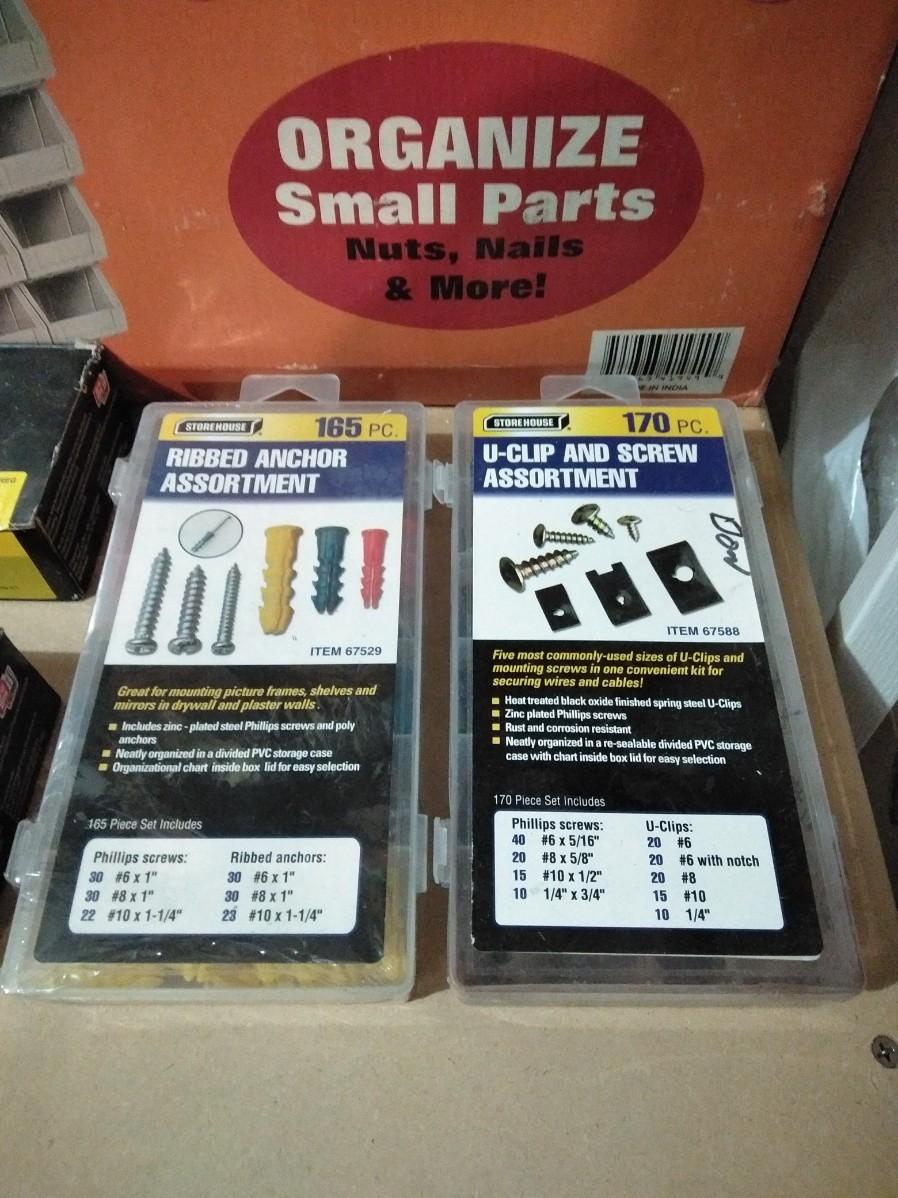 ORGANIZE
Small Parts
Nuts, Nails
& More!
IN INDIA
STOREHOUSE
165 PC.
RIBBED ANCHOR
ASSORTMENT
ITEM 67529
Great for mounting picture frames, shelves and
mirrors in drywall and plaster walls.
Includes zinc - plated steel Phillips screws and poly
anchors
Neatly organized in a divided PVC storage case
Organizational chart inside box lid for easy selection
165 Piece Set Includes
Phillips screws:
30 #6 x 1"
30 #8 x 1"
22 #10 x 1-1/4"
Ribbed anchors:
30 #6 x 1"
30 #8 x 1"
23 #10 x 1-1/4"
STOREHOUSE
170 PC.
U-CLIP AND SCREW
ASSORTMENT
ITEM 67588
Five most commonly-used sizes of U-Clips and
mounting screws in one convenient kit for
securing wires and cables!
Heat treated black oxide finished spring steel U-Clips
Zinc plated Phillips screws
Rust and corrosion resistant
Neatly organized in a re-sealable divided PVC storage
case with chart inside box lid for easy selection
170 Piece Set Includes
Phillips screws:
40 #6 x 5/16"
20 #8 x 5/8"
15 #10 x 1/2"
10 1/4" x 3/4"
U-Clips:
20 #6
20 #6 with notch
20 #8
15 #10
10 1/4"